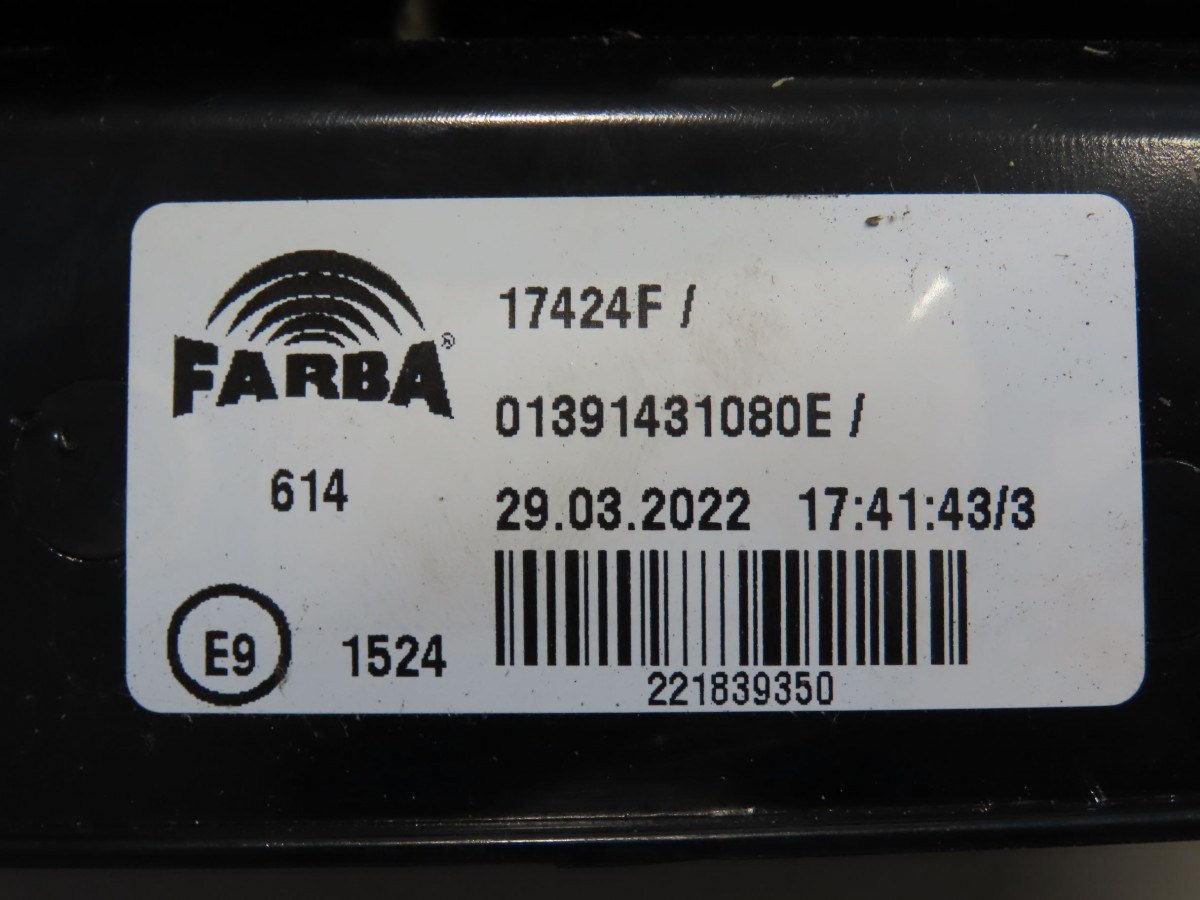 FARBA®
614
E9 1524
17424F /
01391431080E /
29.03.2022 17:41:43/3
221839350